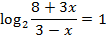 log₂ (8 + 3x)/(3 − x) = 1